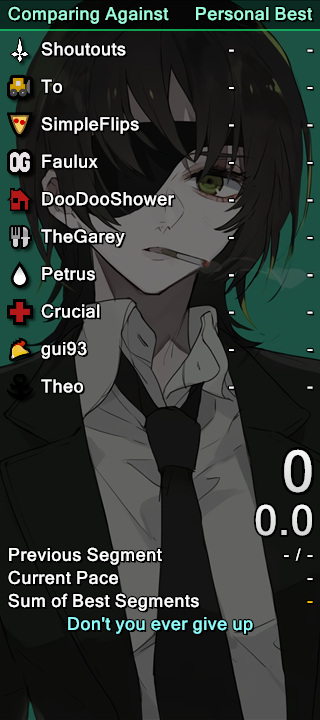 Comparing Against Personal Best
Shoutouts - -
To - -
SimpleFlips - -
OG Faulux - -
DooDooShower - -
TheGarey - -
Petrus - -
Crucial - -
gui93 - -
Theo - -
0
0.0
Previous Segment - / -
Current Pace -
Sum of Best Segments -
Don't you ever give up